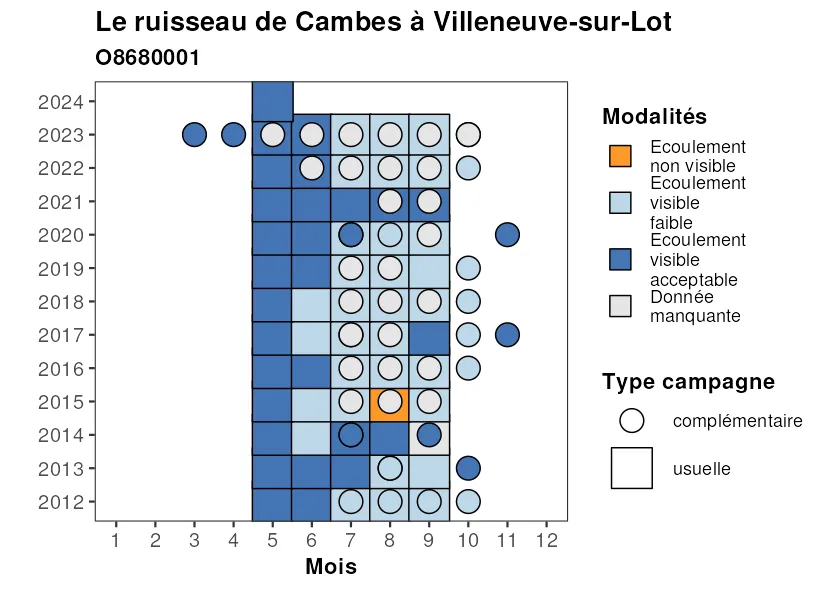 Le ruisseau de Cambes à Villeneuve-sur-Lot
O8680001
2024
2023
2022
2021
2020
2019
2018
2017
2016
2015
2014
2013
2012
1 2 3 4 5 6 7 8 9 10 11 12
Mois
Modalités
Ecoulement
non visible
Ecoulement
visible
faible
Ecoulement
visible
acceptable
Donnée
manquante
Type campagne
complémentaire
usuelle